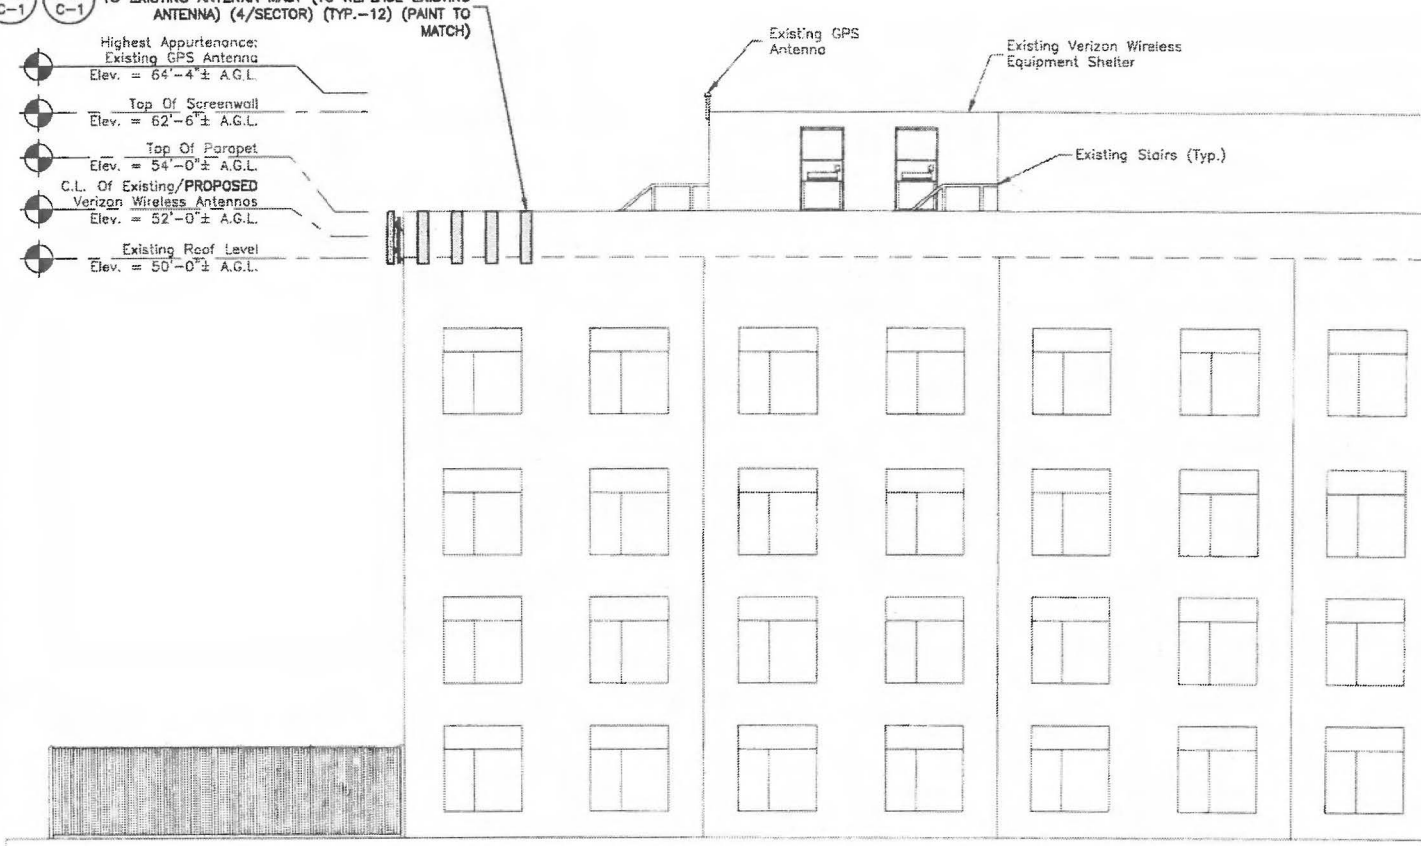 C-1 C-1
TO EXISTING ANTENNA MAST (TO REPLACE EXISTING
ANTENNA) (4/SECTOR) (TYP.-12) (PAINT TO
MATCH)
Highest Appurtenance:
Existing GPS Antenna
Elev. = 64'-4"± A.G.L.
Top Of Screenwall
Elev. = 62'-6"± A.G.L.
Top Of Parapet
Elev. = 54'-0"± A.G.L.
C.L. Of Existing/PROPOSED
Verizon Wireless Antennas
Elev. = 52'-0"± A.G.L.
Existing Roof Level
Elev. = 50'-0"± A.G.L.
Existing GPS
Antenna
Existing Verizon Wireless
Equipment Shelter
Existing Stairs (Typ.)